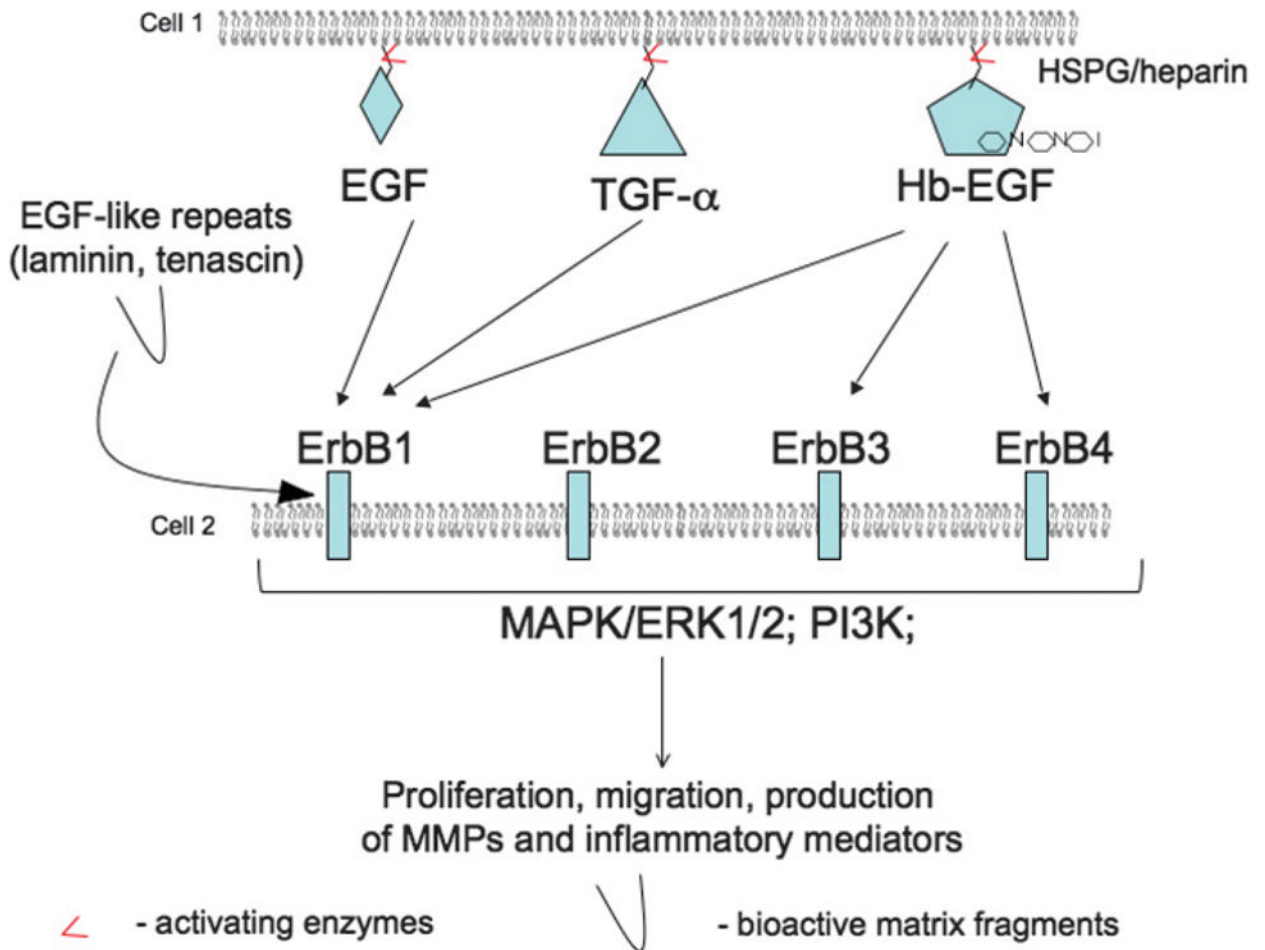 Cell 1
HSPG/heparin
N N I
EGF
TGF-α
Hb-EGF
EGF-like repeats
(laminin, tenascin)
ErbB1
ErbB2
ErbB3
ErbB4
Cell 2
MAPK/ERK1/2; PI3K;
Proliferation, migration, production
of MMPs and inflammatory mediators
- activating enzymes
- bioactive matrix fragments